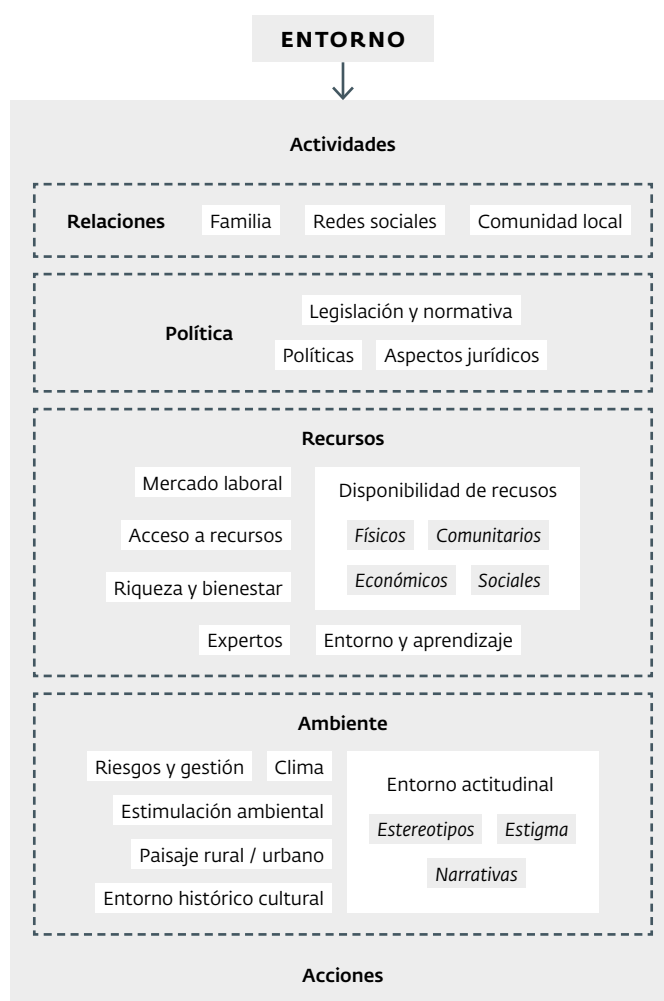 ENTORNO
Actividades
Relaciones Familia Redes sociales Comunidad local
Legislación y normativa
Política
Políticas Aspectos jurídicos
Recursos
Mercado laboral
Acceso a recursos
Riqueza y bienestar
Disponibilidad de recusos
Físicos Comunitarios
Económicos Sociales
Expertos Entorno y aprendizaje
Ambiente
Riesgos y gestión Clima
Estimulación ambiental
Paisaje rural / urbano
Entorno histórico cultural
Entorno actitudinal
Estereotipos Estigma
Narrativas
Acciones